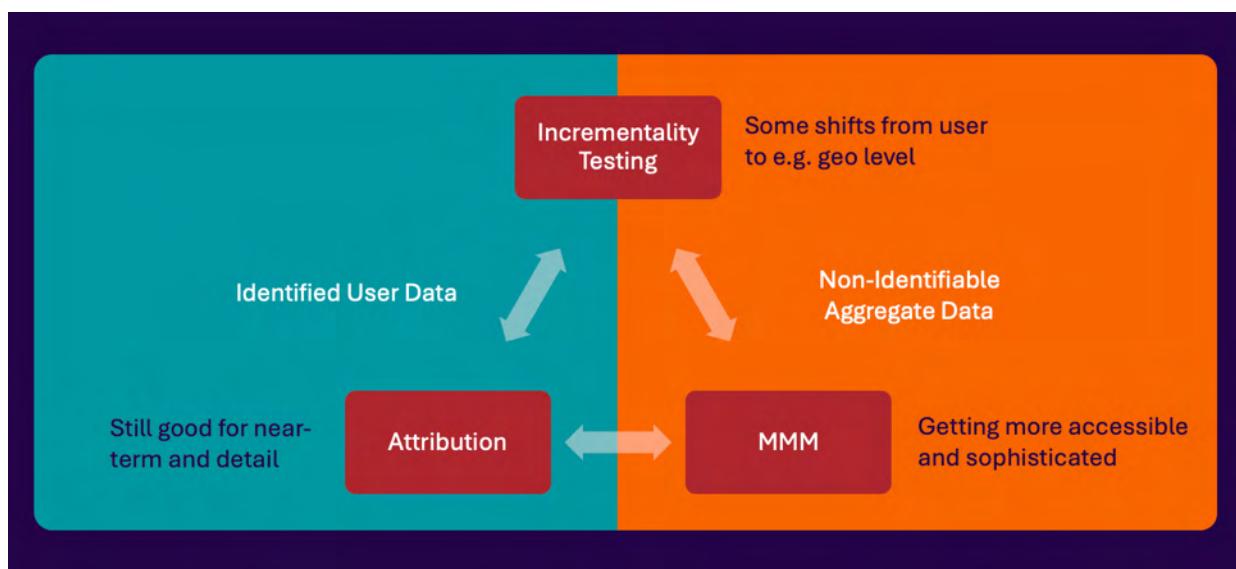 Incrementality
Testing
Some shifts from user
to e.g. geo level
Identified User Data
Non-Identifiable
Aggregate Data
Still good for near-
term and detail
Attribution
MMM
Getting more accessible
and sophisticated